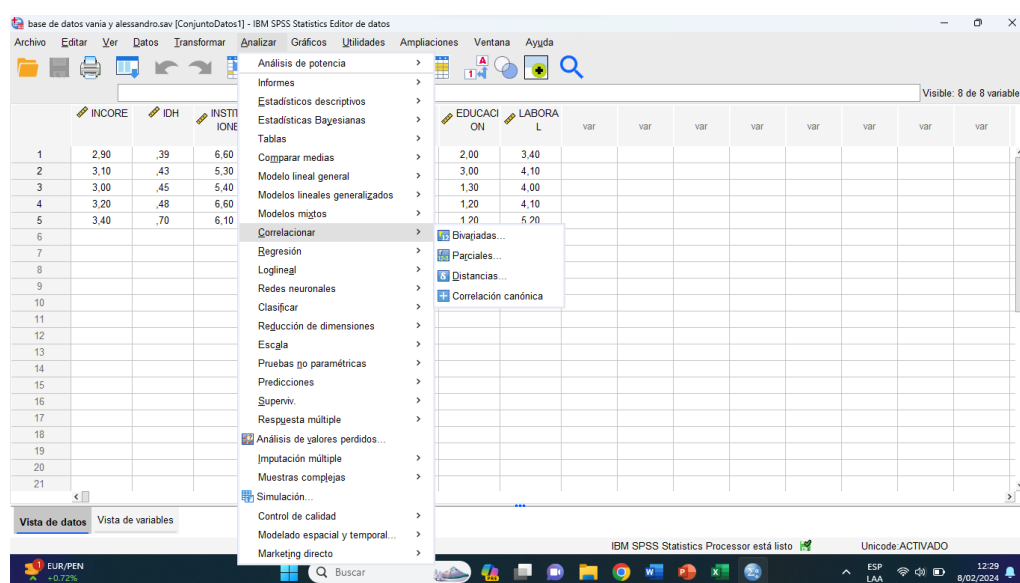 base de datos vania y alessandro.sav [ConjuntoDatos1] - IBM SPSS Statistics Editor de datos
Archivo Editar Ver Datos Transformar Analizar Gráficos Utilidades Ampliaciones Ventana Ayuda
Visible: 8 de 8 variable
INCORE IDH INSTIT
IONE
EDUCACI
ON
LABORA
L
var var var var var var var var
1 2,90 ,39 6,60 2,00 3,40
2 3,10 ,43 5,30 3,00 4,10
3 3,00 ,45 5,40 1,30 4,00
4 3,20 ,48 6,60 1,20 4,10
5 3,40 ,70 6,10 1,20 5,20
6
7
8
9
10
11
12
13
14
15
16
17
18
19
20
21
Análisis de potencia
Informes
Estadísticos descriptivos
Estadísticas Bayesianas
Tablas
Comparar medias
Modelo lineal general
Modelos lineales generalizados
Modelos mixtos
Correlacionar
Regresión
Loglineal
Redes neuronales
Clasificar
Reducción de dimensiones
Escala
Pruebas no paramétricas
Predicciones
Superviv.
Respuesta múltiple
Análisis de valores perdidos...
Imputación múltiple
Muestras complejas
Simulación...
Control de calidad
Modelado espacial y temporal...
Marketing directo
Bivariadas...
Parciales...
Distancias...
Correlación canónica
Vista de datos Vista de variables
IBM SPSS Statistics Processor está listo Unicode:ACTIVADO
1 EUR/PEN
+0.72%
Buscar
ESP
LAA
12:29
8/02/2024